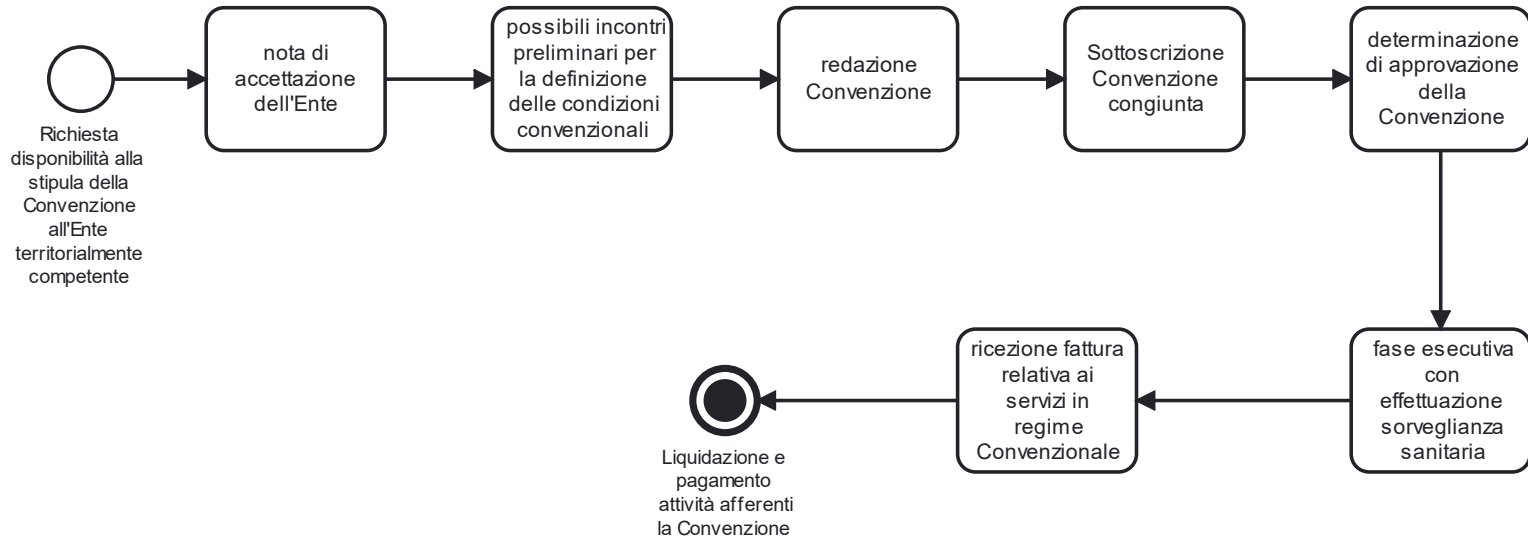 Richiesta
disponibilità alla
stipula della
Convenzione
all'Ente
territorialmente
competente
nota di
accettazione
dell'Ente
possibili incontri
preliminari per
la definizione
delle condizioni
convenzionali
redazione
Convenzione
Sottoscrizione
Convenzione
congiunta
determinazione
di approvazione
della
Convenzione
fase esecutiva
con
effettuazione
sorveglianza
sanitaria
ricezione fattura
relativa ai
servizi in
regime
Convenzionale
Liquidazione e
pagamento
attività afferenti
la Convenzione